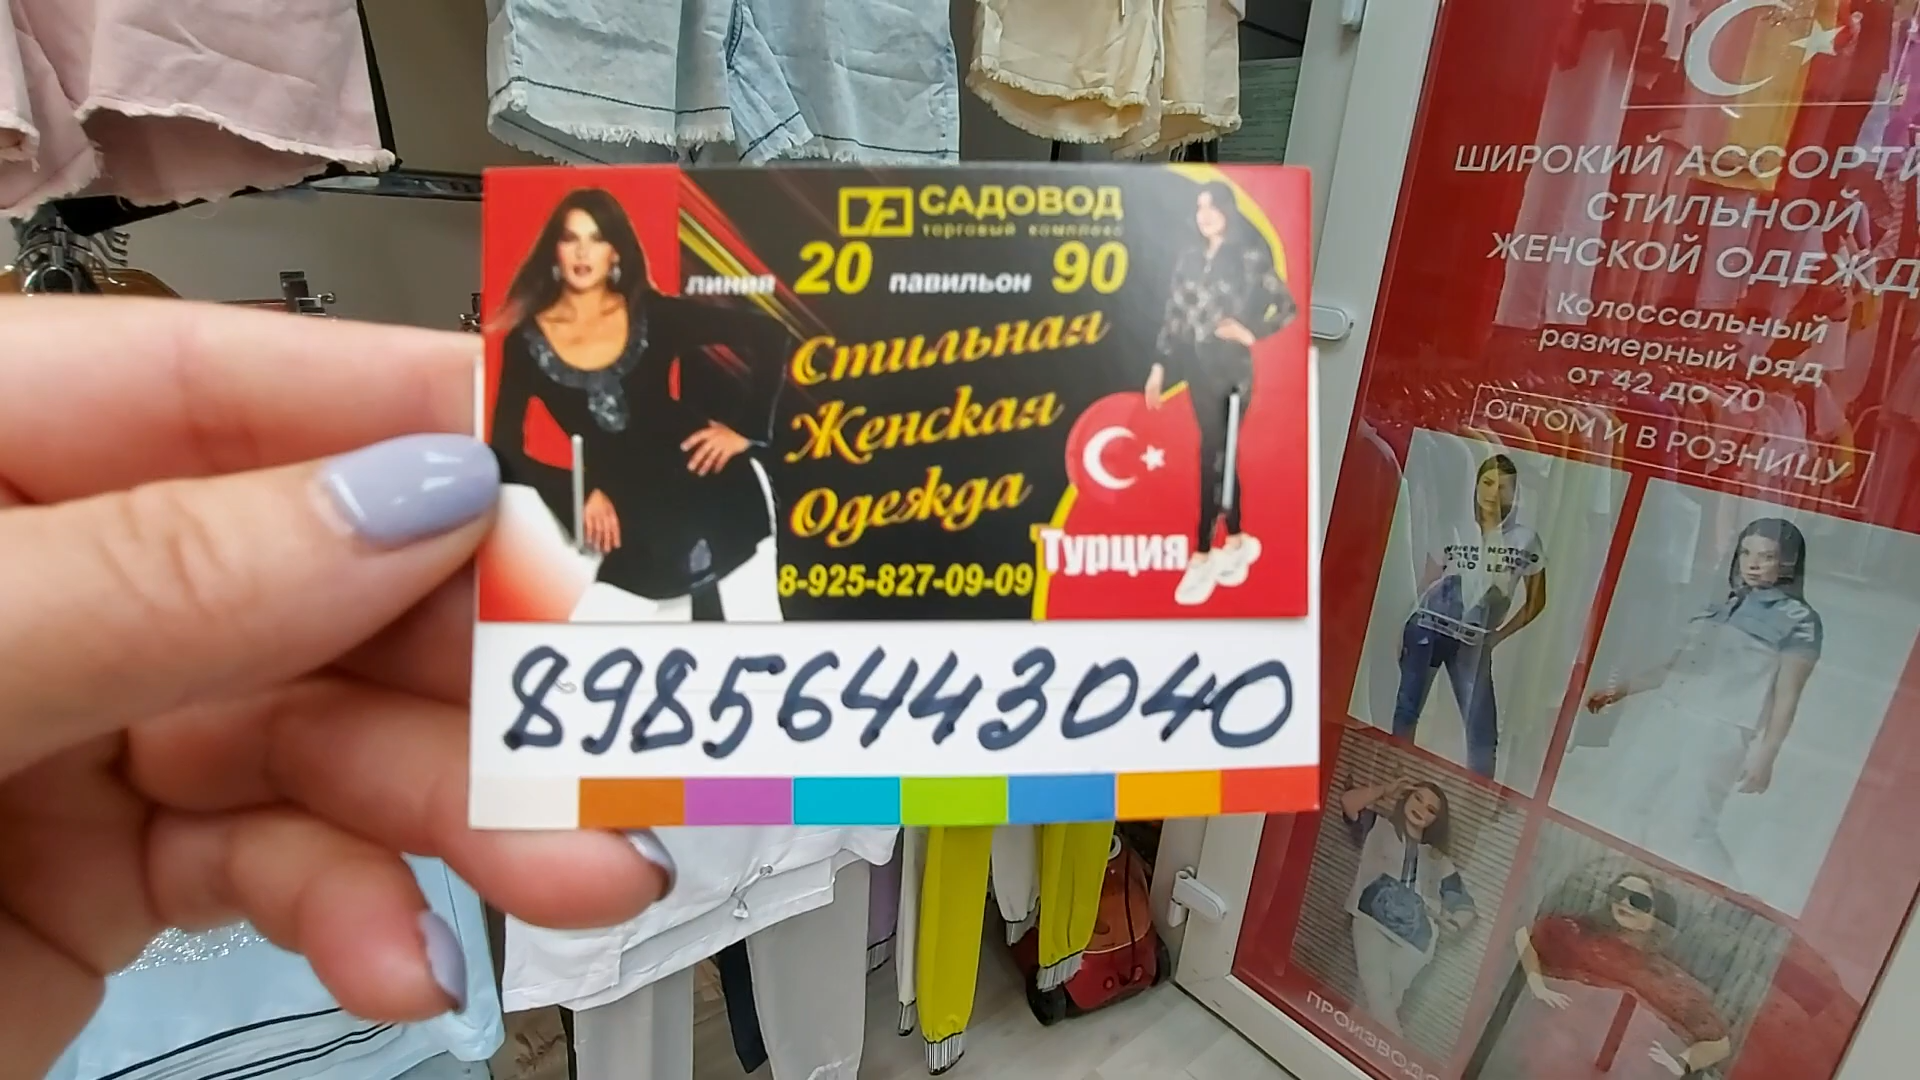 САДОВОД
торговый комплекс
линия 20 павильон 90
Стильная
Женская
Одежда
8-925-827-09-09
Турция
89856443040
ШИРОКИЙ АССОРТИ
СТИЛЬНОЙ
ЖЕНСКОЙ ОДЕЖД
Колоссальный
размерный ряд
от 42 до 70
ОПТОМ И В РОЗНИЦУ
ПРОИЗВОД